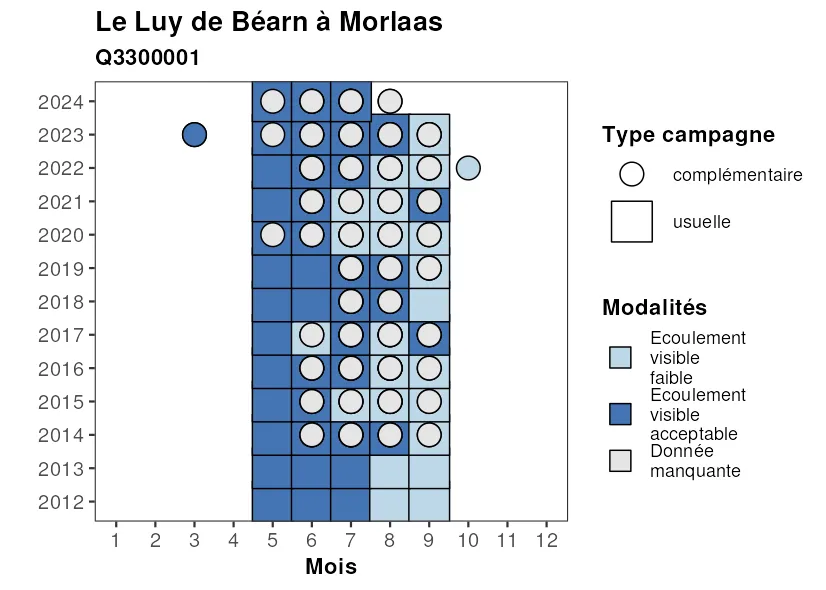 Le Luy de Béarn à Morlaas
Q3300001
2024
2023
2022
2021
2020
2019
2018
2017
2016
2015
2014
2013
2012
1 2 3 4 5 6 7 8 9 10 11 12
Mois
Type campagne
complémentaire
usuelle
Modalités
Ecoulement
visible
faible
Ecoulement
visible
acceptable
Donnée
manquante